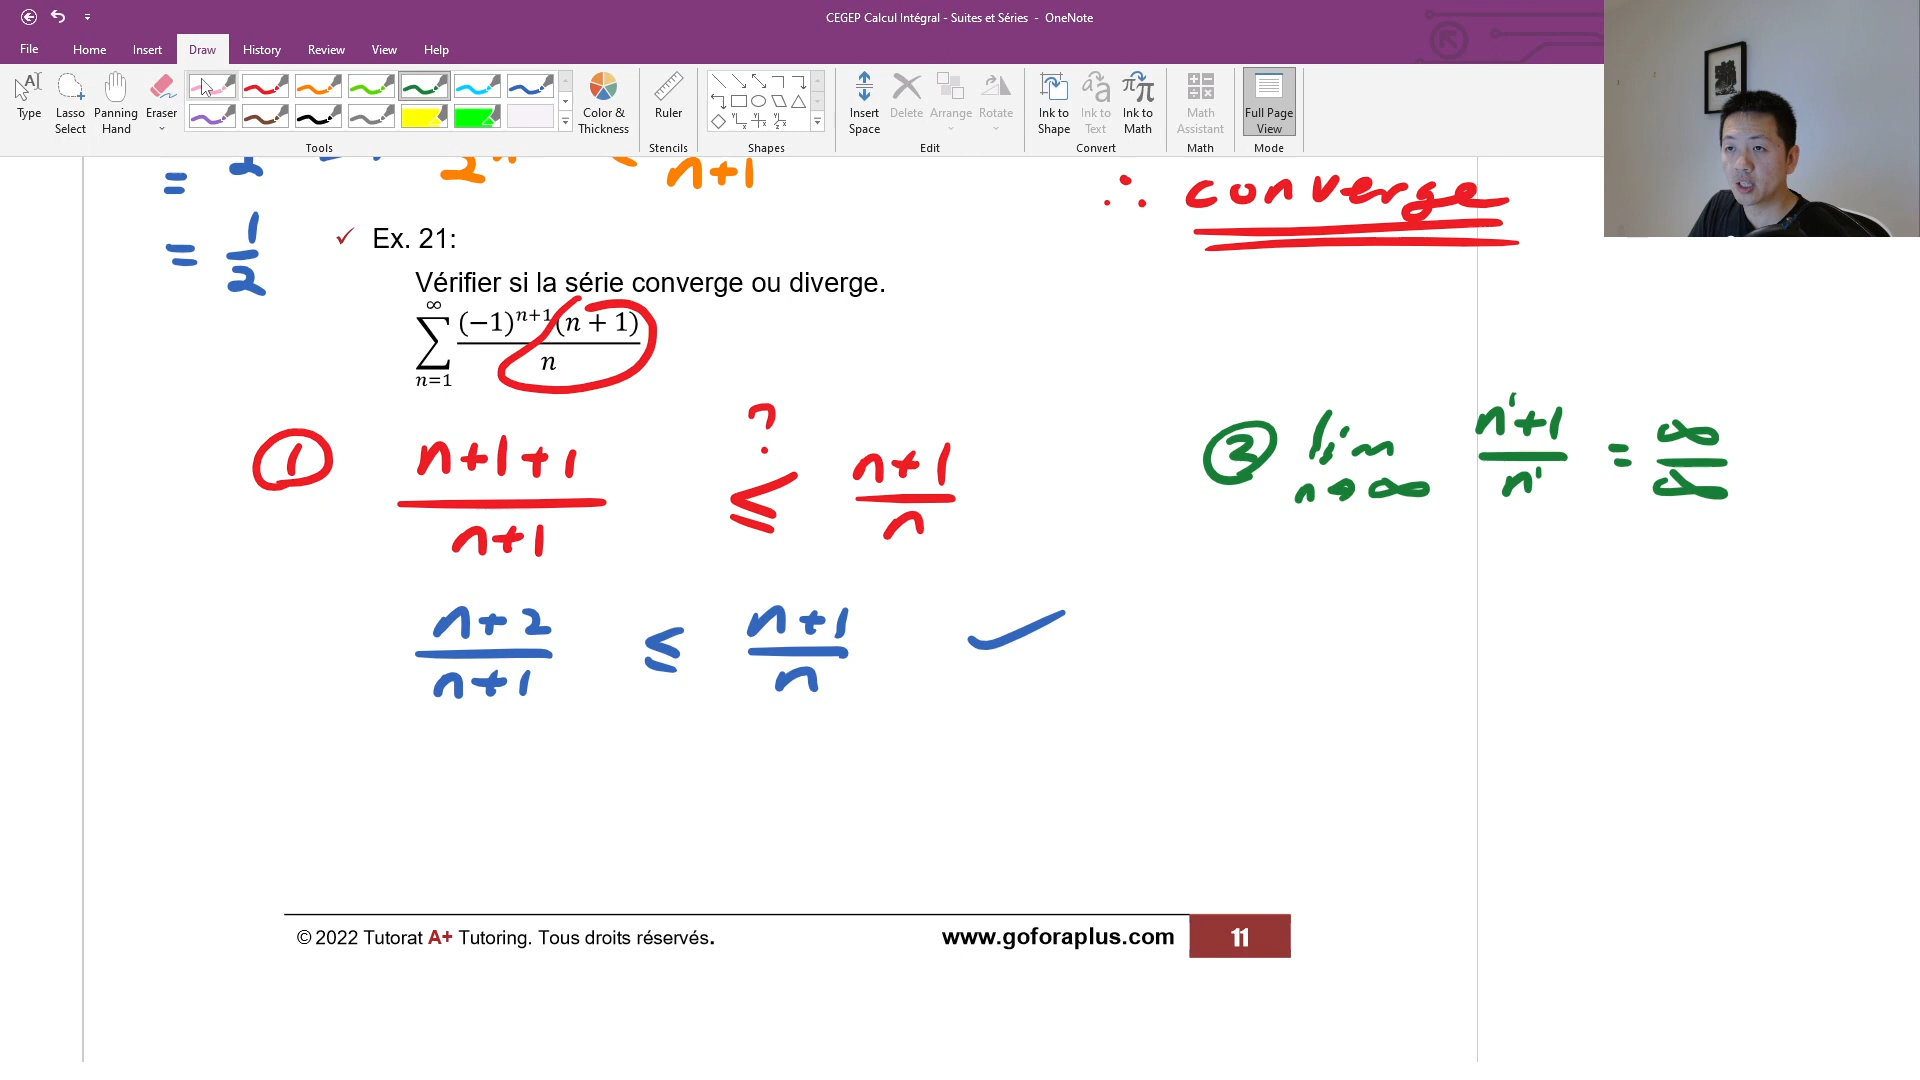 CEGEP Calcul Intégral - Suites et Séries - OneNote
File Home Insert Draw History Review View Help
Type Lasso Select Panning Hand Eraser Color & Thickness Ruler Insert Space Delete Arrange Rotate Ink to Shape Ink to Text Ink to Math Math Assistant Full Page View
Tools Stencils Shapes Edit Convert Math Mode
n+1
∴ converge
= 1/2
✓ Ex. 21:
Vérifier si la série converge ou diverge.
∑_{n=1}^{∞} (−1)^{n+1}(n + 1)/n
① (n+1+1)/(n+1) ≤? (n+1)/n
② lim n→∞ (n¹+1)/n¹ = ∞/∞
(n+2)/(n+1) ≤ (n+1)/n ✓
© 2022 Tutorat A+ Tutoring. Tous droits réservés. www.goforaplus.com 11